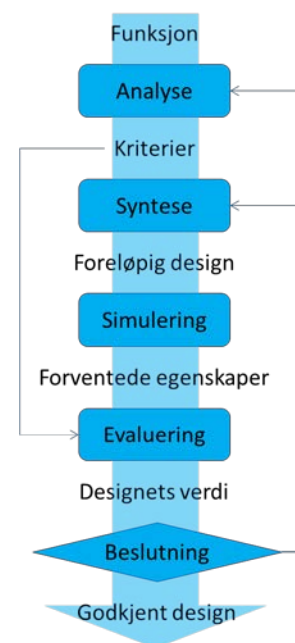 Funksjon
Analyse
Kriterier
Syntese
Foreløpig design
Simulering
Forventede egenskaper
Evaluering
Designets verdi
Beslutning
Godkjent design